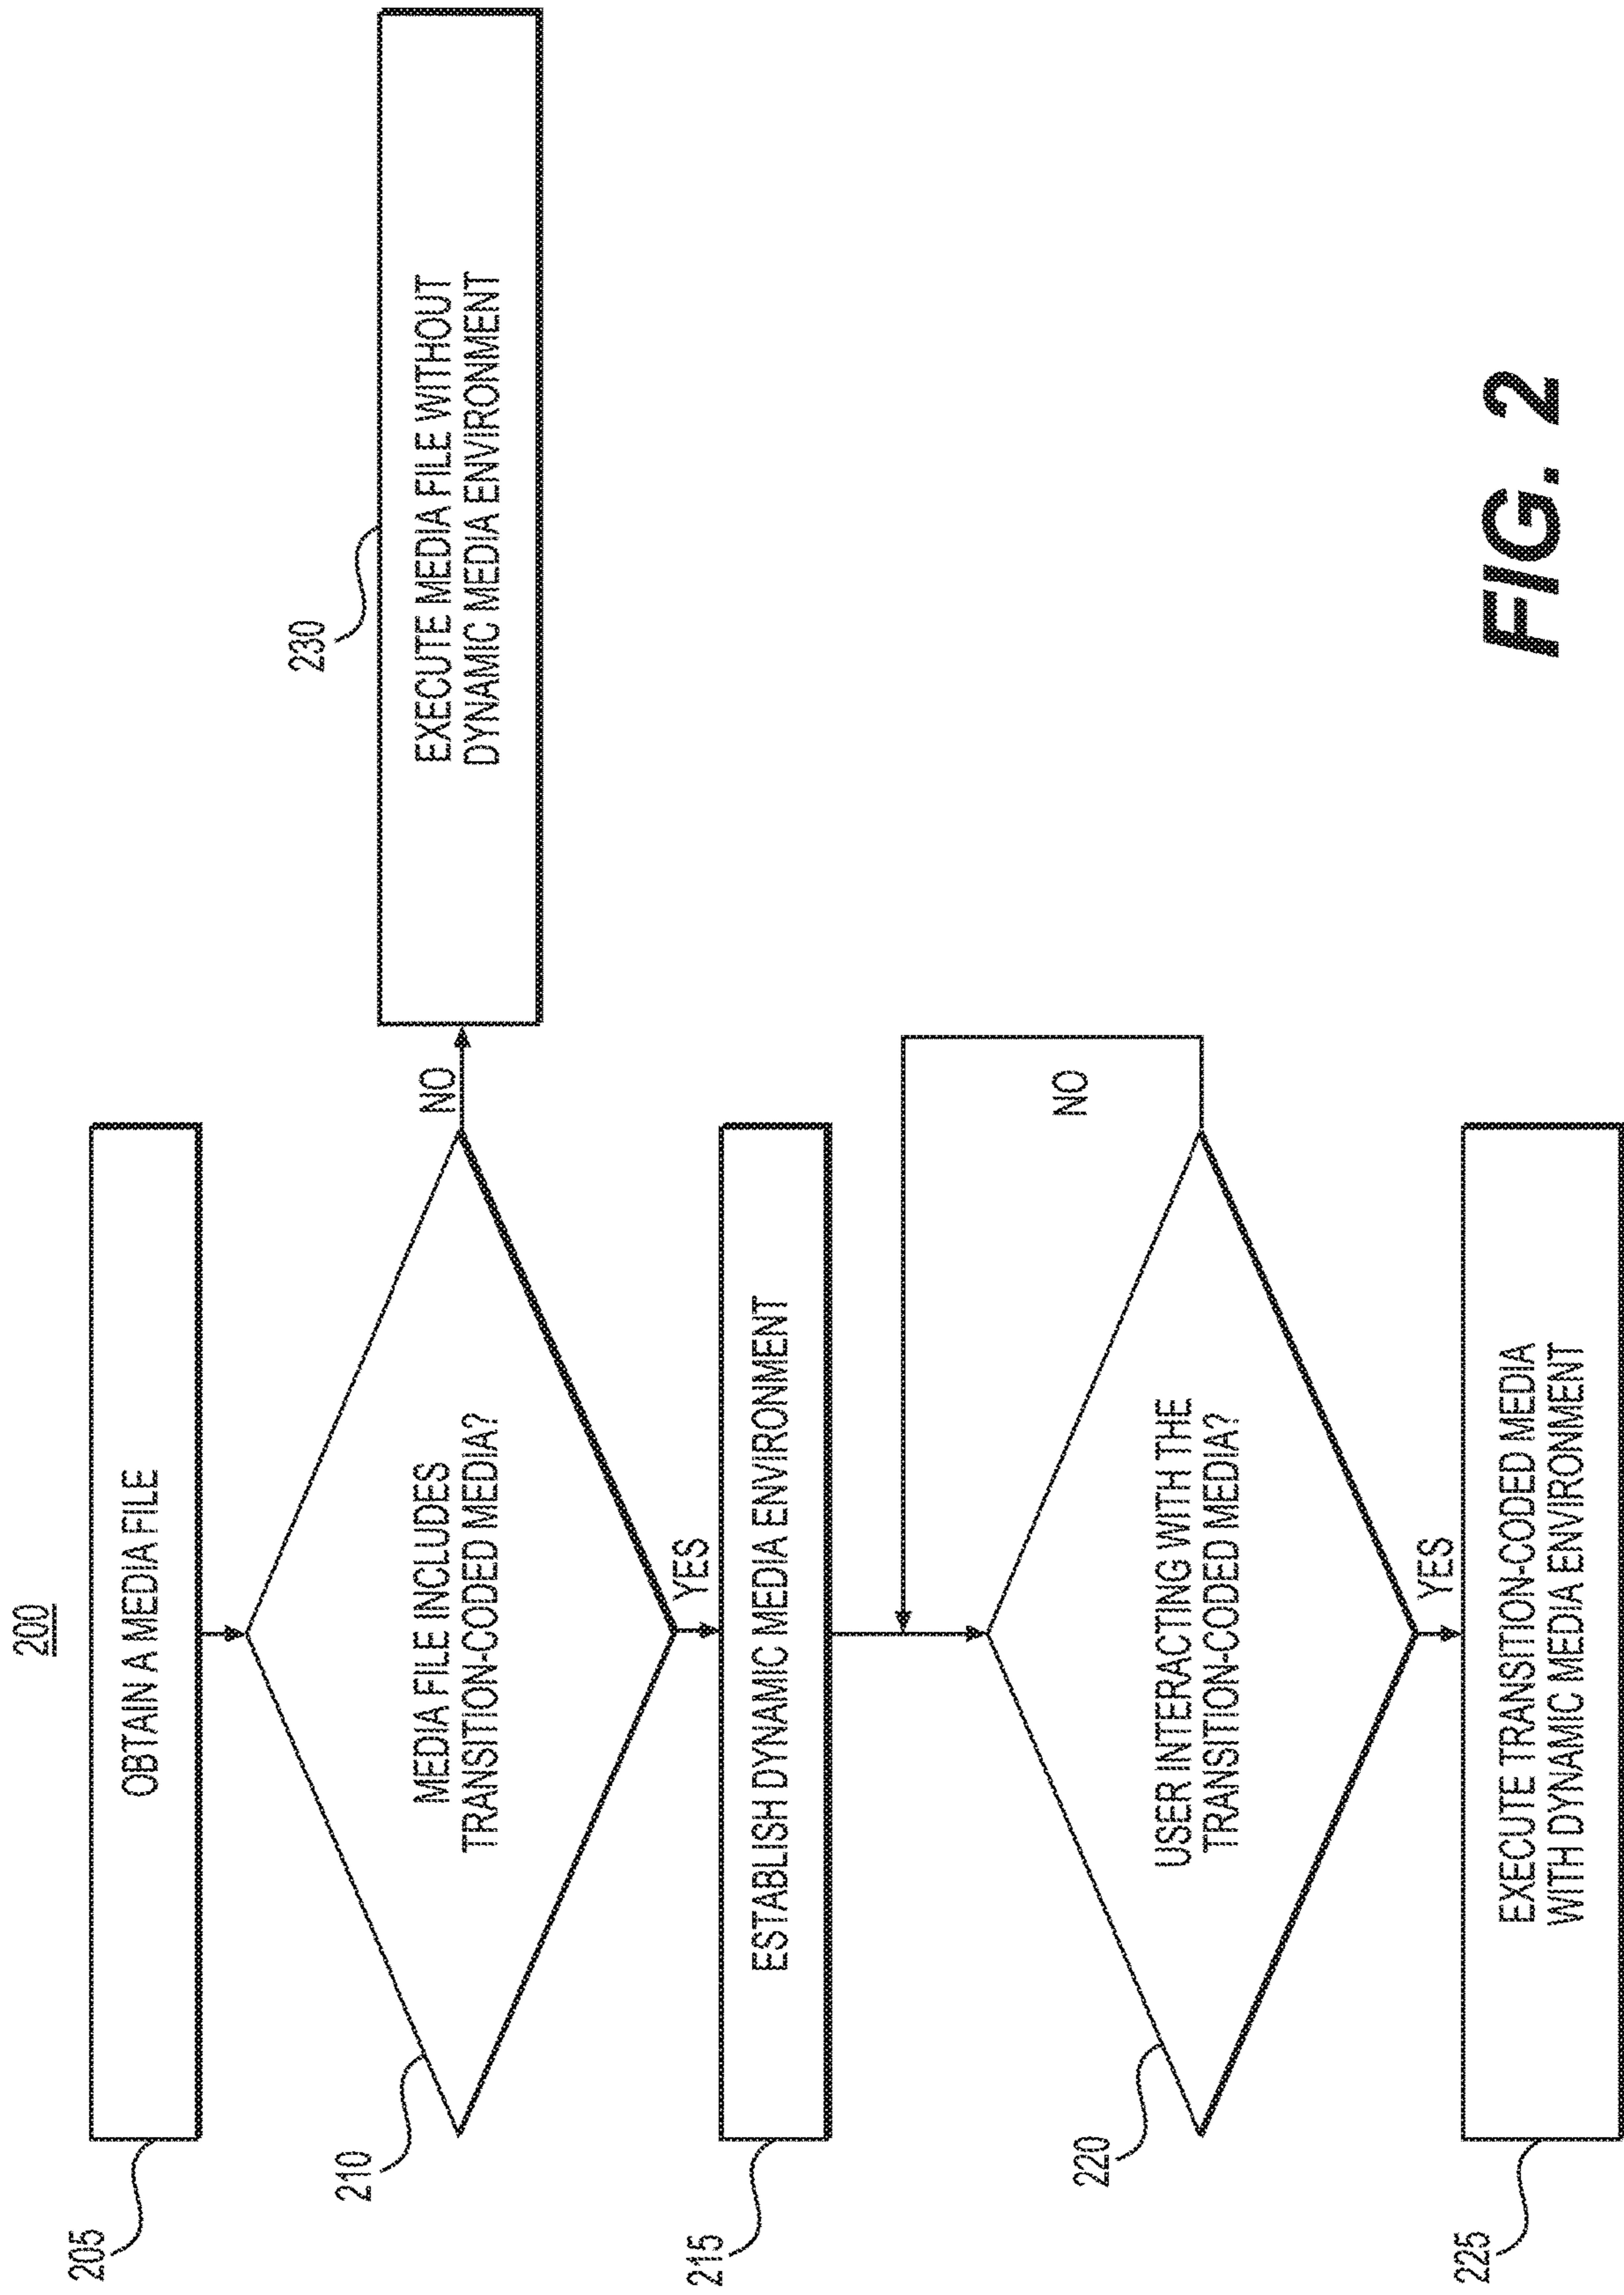 200
205
OBTAIN A MEDIA FILE
210
MEDIA FILE INCLUDES
TRANSITION-CODED MEDIA?
NO
230
EXECUTE MEDIA FILE WITHOUT
DYNAMIC MEDIA ENVIRONMENT
YES
215
ESTABLISH DYNAMIC MEDIA ENVIRONMENT
220
USER INTERACTING WITH THE
TRANSITION-CODED MEDIA?
NO
YES
225
EXECUTE TRANSITION-CODED MEDIA
WITH DYNAMIC MEDIA ENVIRONMENT
FIG. 2